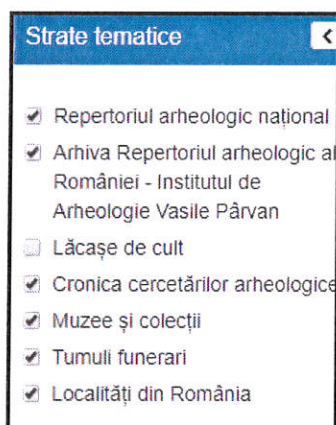 Strate tematice
Repertoriul arheologic național
Arhiva Repertoriul arheologic al
României - Institutul de
Arheologie Vasile Pârvan
Lăcașe de cult
Cronica cercetărilor arheologice
Muzee și colecții
Tumuli funerari
Localități din România